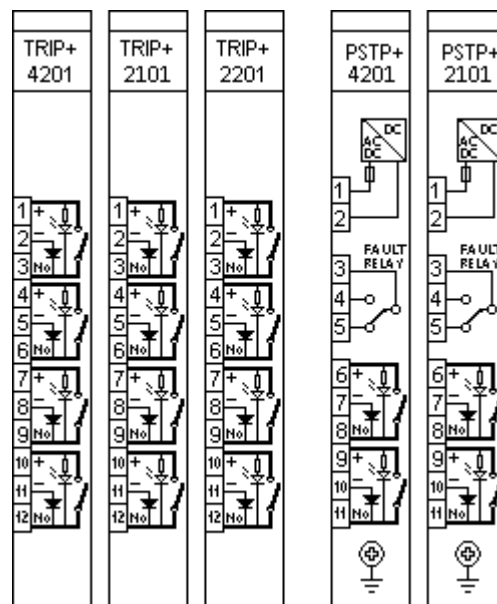 TRIP+
4201
1 +
2 −
3 No
4 +
5 −
6 No
7 +
8 −
9 No
10 +
11 −
12 No
TRIP+
2101
1 +
2 −
3 No
4 +
5 −
6 No
7 +
8 −
9 No
10 +
11 −
12 No
TRIP+
2201
1 +
2 −
3 No
4 +
5 −
6 No
7 +
8 −
9 No
10 +
11 −
12 No
PSTP+
4201
DC
AC
DC
1
2
FAULT
3 RELAY
4
5
6 +
7 −
8 No
9 +
10 −
11 No
PSTP+
2101
DC
AC
DC
1
2
FAULT
3 RELAY
4
5
6 +
7 −
8 No
9 +
10 −
11 No